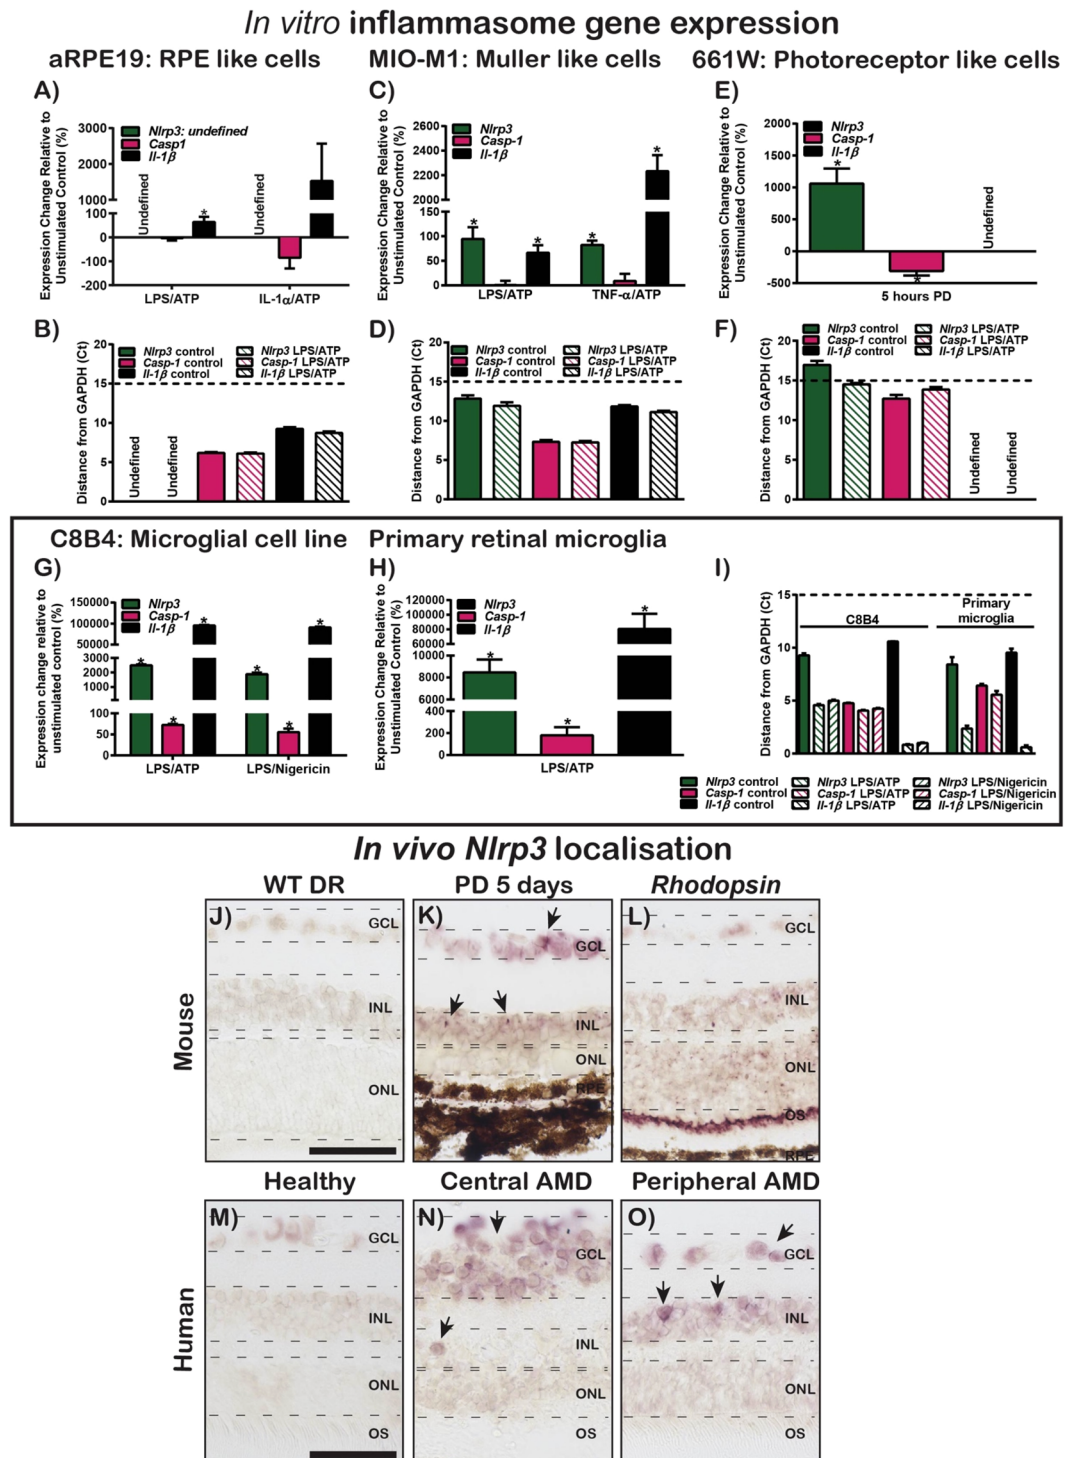 In vitro inflammasome gene expression
aRPE19: RPE like cells
MIO-M1: Muller like cells
661W: Photoreceptor like cells
A)
Expression Change Relative to
Unstimulated Control (%)
3000
2000
1000
100
0
-100
-200
Nlrp3: undefined
Casp1
Il-1β
Undefined
*
Undefined
LPS/ATP
IL-1α/ATP
C)
Expression Change Relative to
Unstimulated Control (%)
2600
2400
2200
2000
150
100
50
0
Nlrp3
Casp-1
Il-1β
*
*
*
*
LPS/ATP
TNF-α/ATP
E)
Expression Change Relative to
Unstimulated Control (%)
2000
1500
1000
500
0
-500
Nlrp3
Casp-1
Il-1β
*
*
Undefined
5 hours PD
B)
Distance from GAPDH (Ct)
20
15
10
5
0
Nlrp3 control
Casp-1 control
Il-1β control
Nlrp3 LPS/ATP
Casp-1 LPS/ATP
Il-1β LPS/ATP
Undefined
Undefined
D)
Distance from GAPDH (Ct)
20
15
10
5
0
Nlrp3 control
Casp-1 control
Il-1β control
Nlrp3 LPS/ATP
Casp-1 LPS/ATP
Il-1β LPS/ATP
F)
Distance from GAPDH (Ct)
20
15
10
5
0
Nlrp3 control
Casp-1 control
Il-1β control
Nlrp3 LPS/ATP
Casp-1 LPS/ATP
Il-1β LPS/ATP
Undefined
Undefined
C8B4: Microglial cell line
Primary retinal microglia
G)
Expression change relative to
unstimulated control (%)
150000
100000
50000
3000
2000
1000
100
50
0
Nlrp3
Casp-1
Il-1β
*
*
*
*
*
*
LPS/ATP
LPS/Nigericin
H)
Expression Change Relative to
Unstimulated Control (%)
120000
100000
80000
60000
10000
8000
6000
400
200
0
Nlrp3
Casp-1
Il-1β
*
*
*
LPS/ATP
I)
Distance from GAPDH (Ct)
15
10
5
0
C8B4
Primary
microglia
Nlrp3 control
Casp-1 control
Il-1β control
Nlrp3 LPS/ATP
Casp-1 LPS/ATP
Il-1β LPS/ATP
Nlrp3 LPS/Nigericin
Casp-1 LPS/Nigericin
Il-1β LPS/Nigericin
In vivo Nlrp3 localisation
WT DR
PD 5 days
Rhodopsin
Mouse
J)
GCL
INL
ONL
K)
GCL
INL
ONL
RPE
L)
GCL
INL
ONL
OS
RPE
Healthy
Central AMD
Peripheral AMD
Human
M)
GCL
INL
ONL
OS
N)
GCL
INL
ONL
OS
O)
GCL
INL
ONL
OS